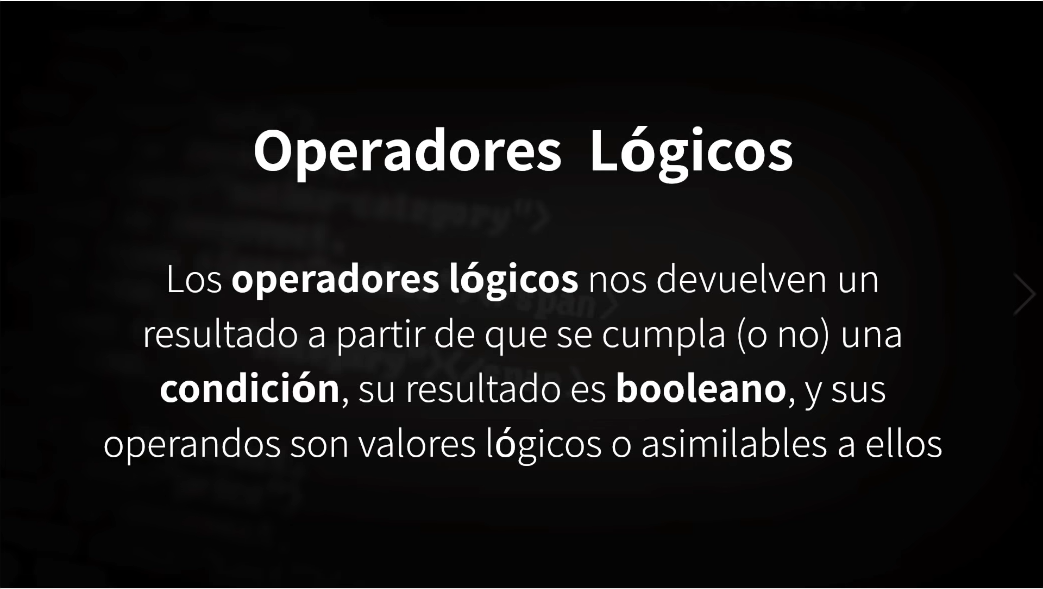 Operadores Lógicos
Los operadores lógicos nos devuelven un
resultado a partir de que se cumpla (o no) una
condición, su resultado es booleano, y sus
operandos son valores lógicos o asimilables a ellos